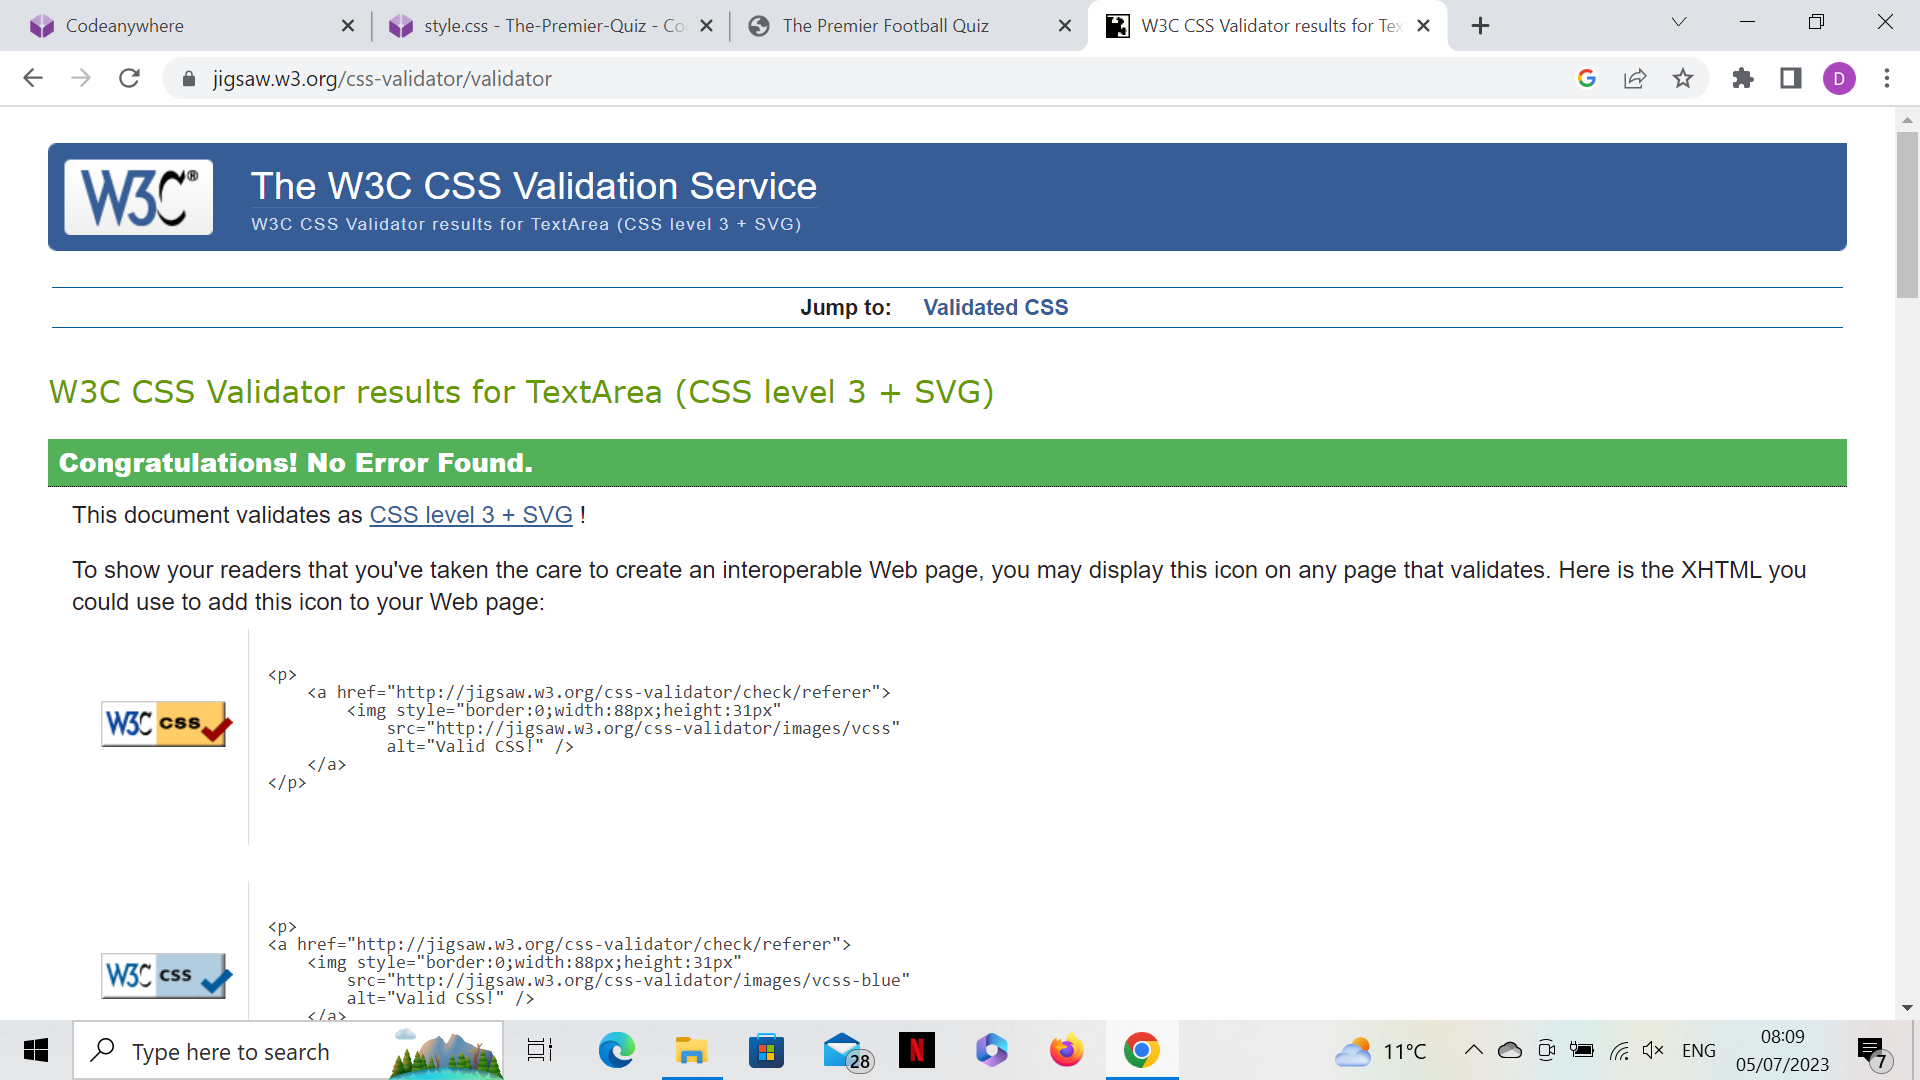 Codeanywhere
style.css - The-Premier-Quiz - Co
The Premier Football Quiz
W3C CSS Validator results for Tex
jigsaw.w3.org/css-validator/validator
D
W3C®
The W3C CSS Validation Service
W3C CSS Validator results for TextArea (CSS level 3 + SVG)
Jump to: Validated CSS
W3C CSS Validator results for TextArea (CSS level 3 + SVG)
Congratulations! No Error Found.
This document validates as CSS level 3 + SVG !
To show your readers that you've taken the care to create an interoperable Web page, you may display this icon on any page that validates. Here is the XHTML you
could use to add this icon to your Web page:
W3C css
<p>
<a href="http://jigsaw.w3.org/css-validator/check/referer">
<img style="border:0;width:88px;height:31px"
src="http://jigsaw.w3.org/css-validator/images/vcss"
alt="Valid CSS!" />
</a>
</p>
W3C css
<p>
<a href="http://jigsaw.w3.org/css-validator/check/referer">
<img style="border:0;width:88px;height:31px"
src="http://jigsaw.w3.org/css-validator/images/vcss-blue"
alt="Valid CSS!" />
</a>
Type here to search
28
N
11°C
ENG
08:09
05/07/2023
7